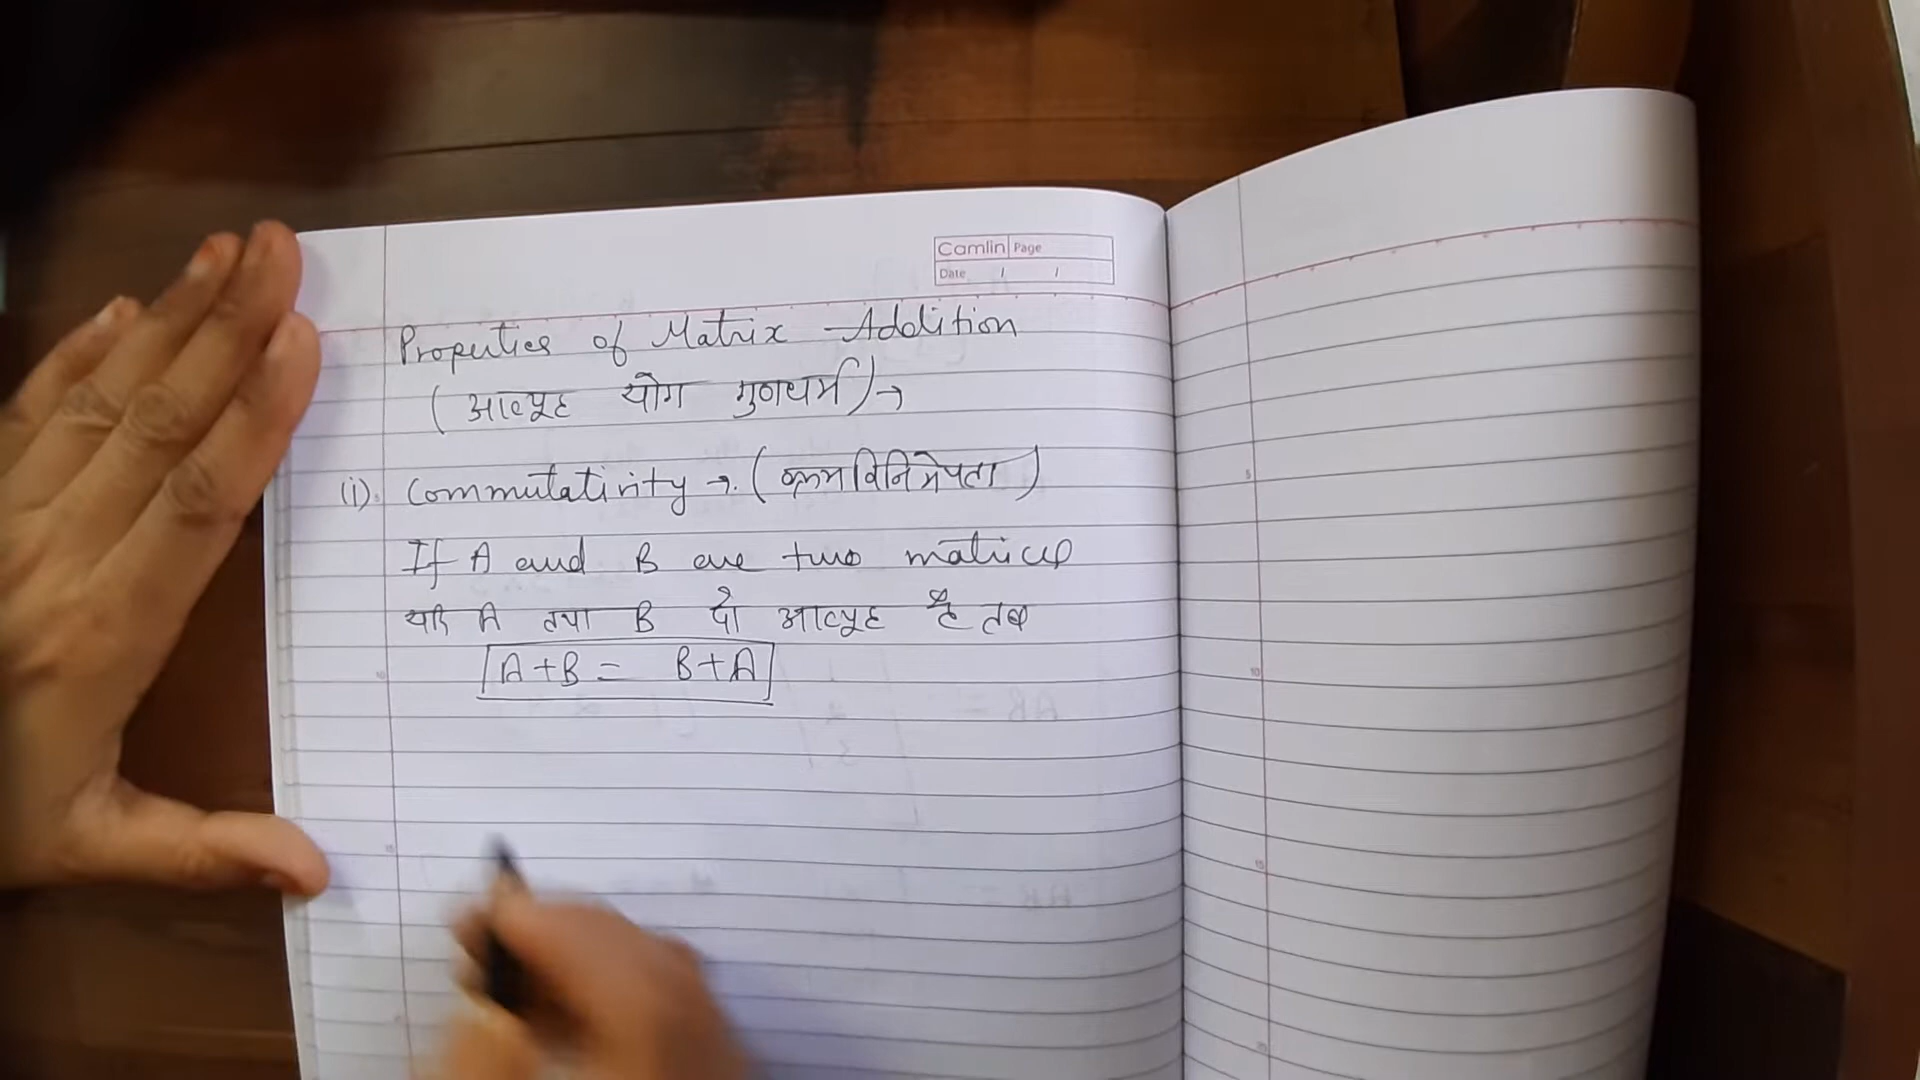 Camlin Page
Date / /
Properties of Matrix Addition
( आव्यूह योग गुणधर्म)→
(i). Commutativity →. ( क्रमविनिमेयता )
If A and B are two matrices
यदि A तथा B दो आव्यूह है तब
A+B = B+A